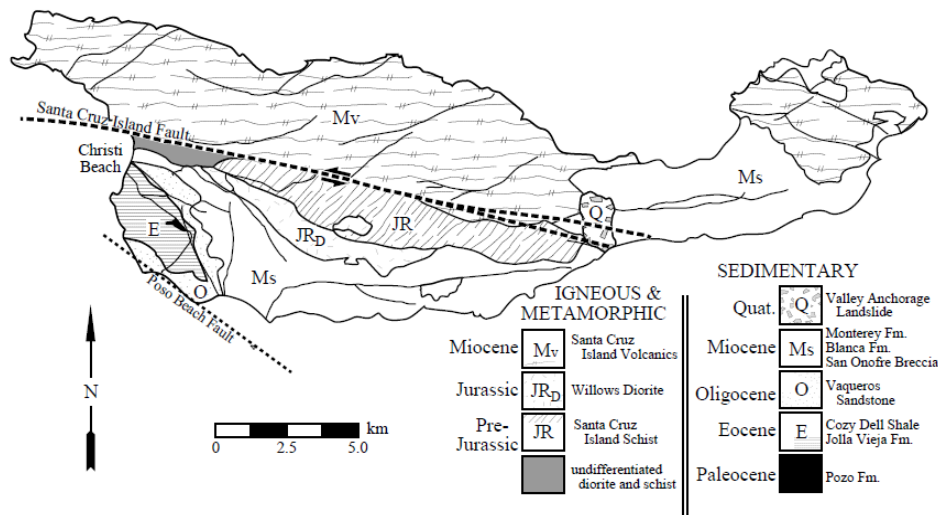 Santa Cruz Island Fault
Christi
Beach
Mv
Ms
Q
E
JR
JRD
Ms
O
Poso Beach Fault
N
km
0 2.5 5.0
IGNEOUS &
METAMORPHIC
Miocene Mv Santa Cruz
Island Volcanics
Jurassic JRD Willows Diorite
Pre-
Jurassic JR Santa Cruz
Island Schist
undifferentiated
diorite and schist
SEDIMENTARY
Quat. Q Valley Anchorage
Landslide
Miocene Ms Monterey Fm.
Blanca Fm.
San Onofre Breccia
Oligocene O Vaqueros
Sandstone
Eocene E Cozy Dell Shale
Jolla Vieja Fm.
Paleocene Pozo Fm.